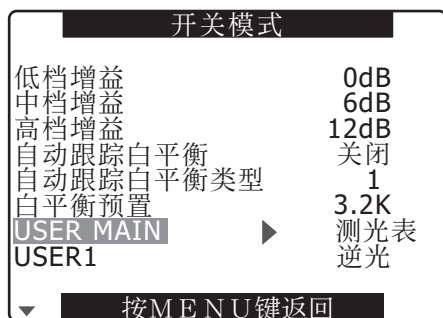 开关模式
低档增益 0dB
中档增益 6dB
高档增益 12dB
自动跟踪白平衡 关闭
自动跟踪白平衡类型 1
白平衡预置 3.2K
USER MAIN ▶ 测光表
USER1 逆光
▼ 按MENU键返回